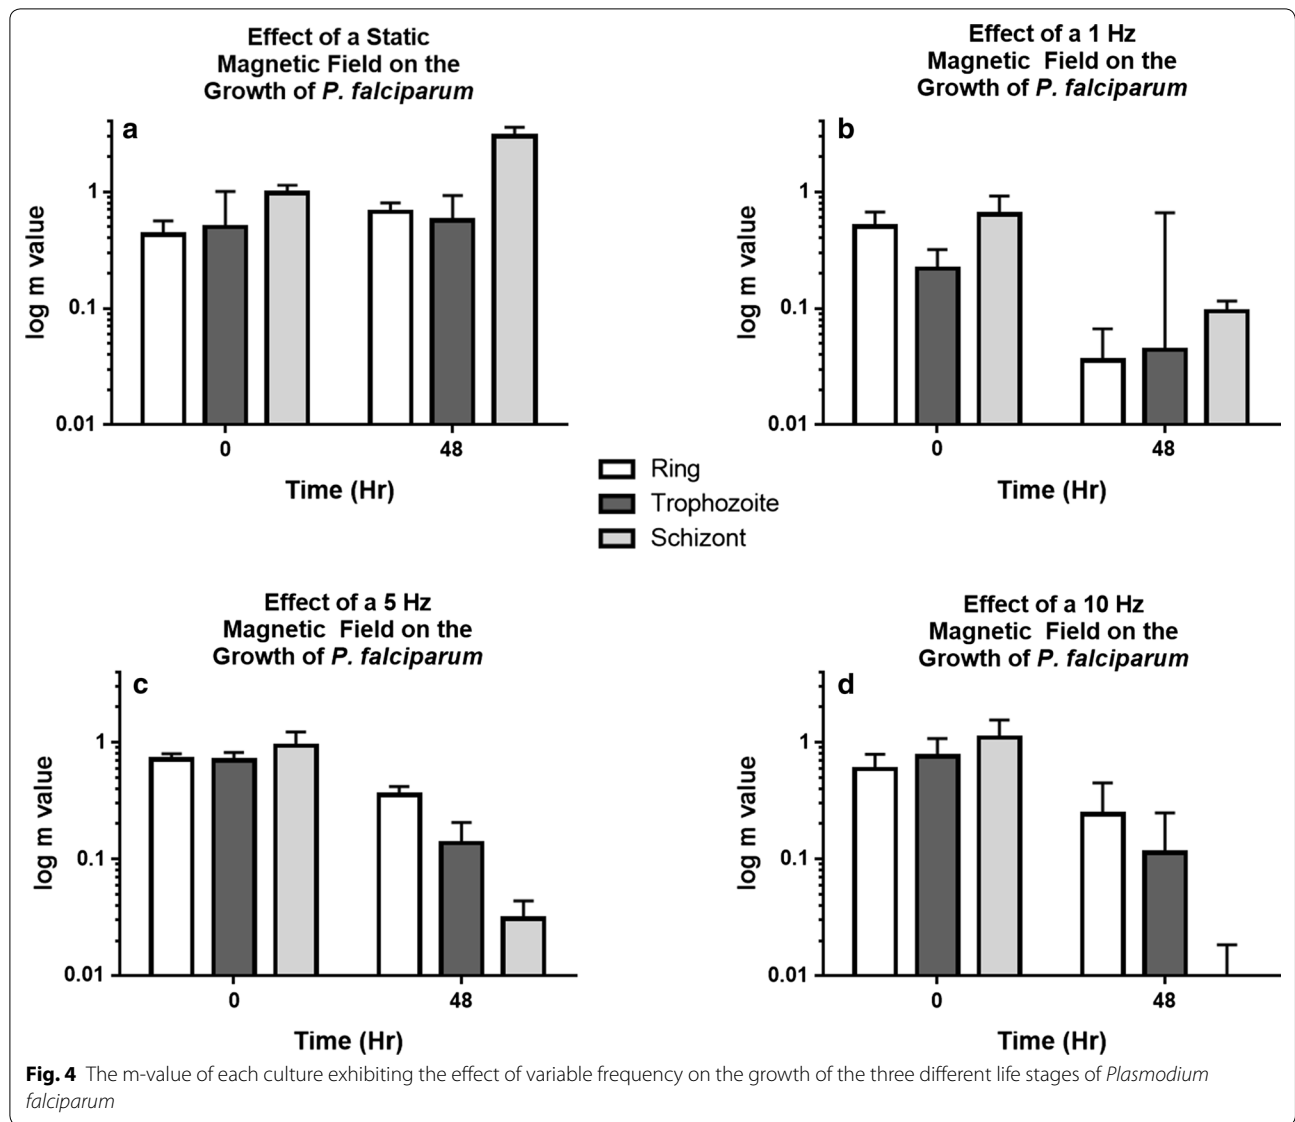 Effect of a Static
Magnetic Field on the
Growth of P. falciparum
a
1
0.1
0.01
log m value
0
48
Time (Hr)
Effect of a 1 Hz
Magnetic Field on the
Growth of P. falciparum
b
1
0.1
0.01
log m value
0
48
Time (Hr)
Ring
Trophozoite
Schizont
Effect of a 5 Hz
Magnetic Field on the
Growth of P. falciparum
c
1
0.1
0.01
log m value
0
48
Time (Hr)
Effect of a 10 Hz
Magnetic Field on the
Growth of P. falciparum
d
1
0.1
0.01
log m value
0
48
Time (Hr)
Fig. 4 The m-value of each culture exhibiting the effect of variable frequency on the growth of the three different life stages of Plasmodium
falciparum